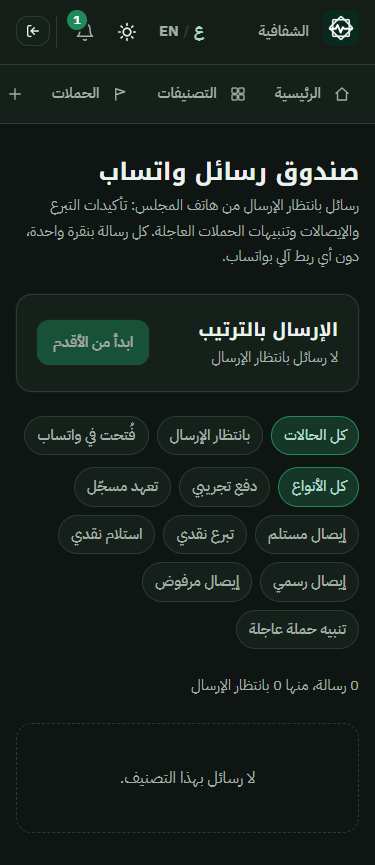 الشفافية
ع / EN
1
الرئيسية
التصنيفات
الحملات
صندوق رسائل واتساب
رسائل بانتظار الإرسال من هاتف المجلس: تأكيدات التبرع
والإيصالات وتنبيهات الحملات العاجلة. كل رسالة بنقرة واحدة،
دون أي ربط آلي بواتساب.
الإرسال بالترتيب
لا رسائل بانتظار الإرسال
ابدأ من الأقدم
كل الحالات
بانتظار الإرسال
فُتحت في واتساب
كل الأنواع
دفع تجريبي
تعهد مسجّل
إيصال مستلم
تبرع نقدي
استلام نقدي
إيصال رسمي
إيصال مرفوض
تنبيه حملة عاجلة
0 رسالة، منها 0 بانتظار الإرسال
لا رسائل بهذا التصنيف.